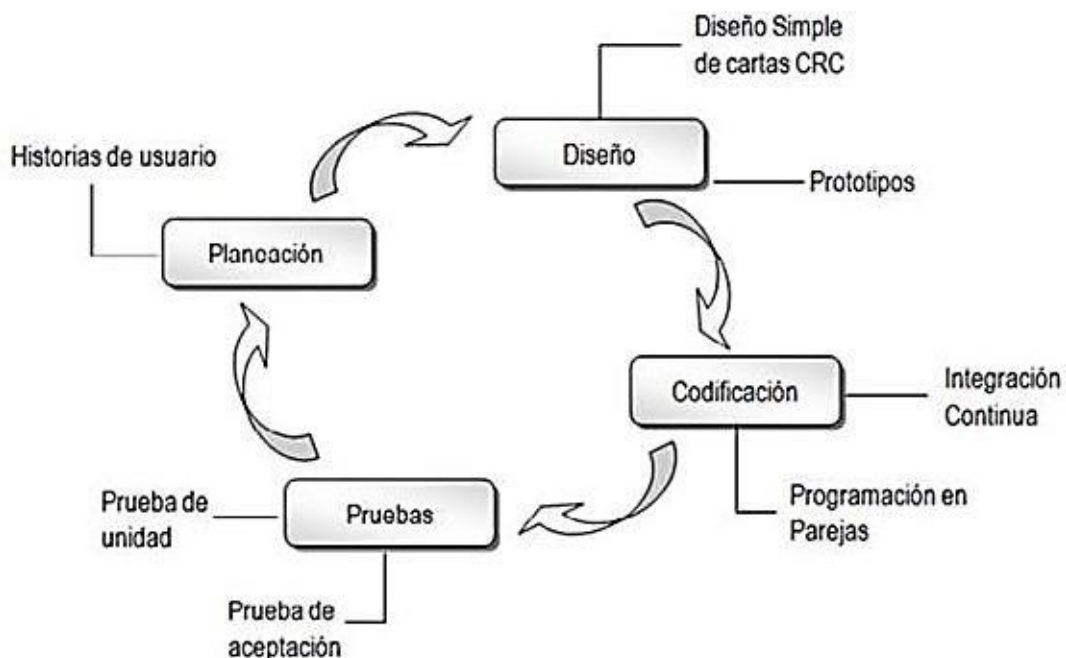 Diseño Simple
de cartas CRC
Diseño
Prototipos
Historias de usuario
Planeación
Codificación
Integración
Continua
Programación en
Parejas
Pruebas
Prueba de
unidad
Prueba de
aceptación